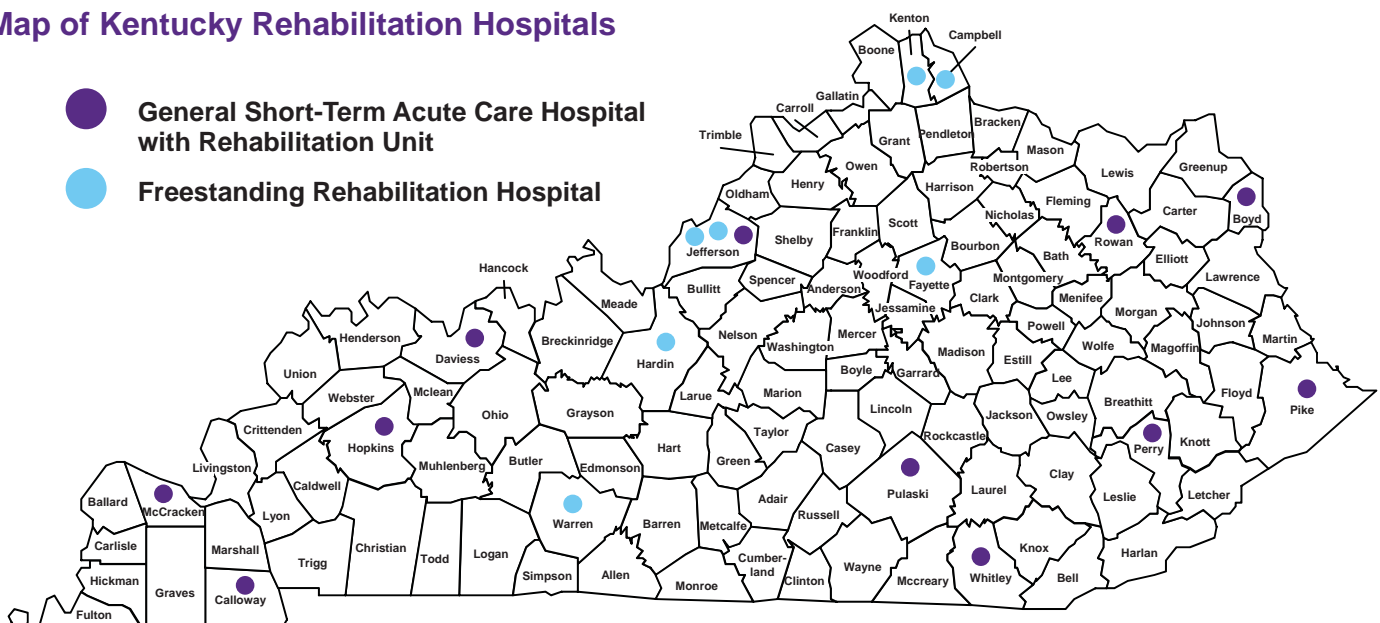 Map of Kentucky Rehabilitation Hospitals
General Short-Term Acute Care Hospital
with Rehabilitation Unit
Freestanding Rehabilitation Hospital
Kenton
Campbell
Boone
Gallatin
Carroll
Trimble
Grant
Pendleton
Bracken
Mason
Robertson
Owen
Lewis
Greenup
Henry
Harrison
Oldham
Fleming
Nicholas
Carter
Boyd
Scott
Franklin
Shelby
Jefferson
Rowan
Bourbon
Bath
Elliott
Hancock
Woodford
Fayette
Montgomery
Lawrence
Spencer
Anderson
Bullitt
Meade
Jessamine
Clark
Menifee
Morgan
Johnson
Martin
Henderson
Daviess
Breckinridge
Hardin
Nelson
Washington
Mercer
Madison
Powell
Estill
Wolfe
Magoffin
Union
Webster
Mclean
Ohio
Grayson
Larue
Marion
Boyle
Garrard
Lee
Floyd
Pike
Lincoln
Jackson
Owsley
Breathitt
Crittenden
Hopkins
Muhlenberg
Butler
Edmonson
Hart
Green
Taylor
Casey
Rockcastle
Perry
Knott
Livingston
Caldwell
Clay
Leslie
Letcher
Ballard
McCracken
Lyon
Warren
Barren
Metcalfe
Adair
Russell
Pulaski
Laurel
Carlisle
Marshall
Trigg
Christian
Todd
Logan
Simpson
Allen
Monroe
Cumber-
land
Clinton
Wayne
Mccreary
Whitley
Knox
Bell
Harlan
Hickman
Graves
Calloway
Fulton